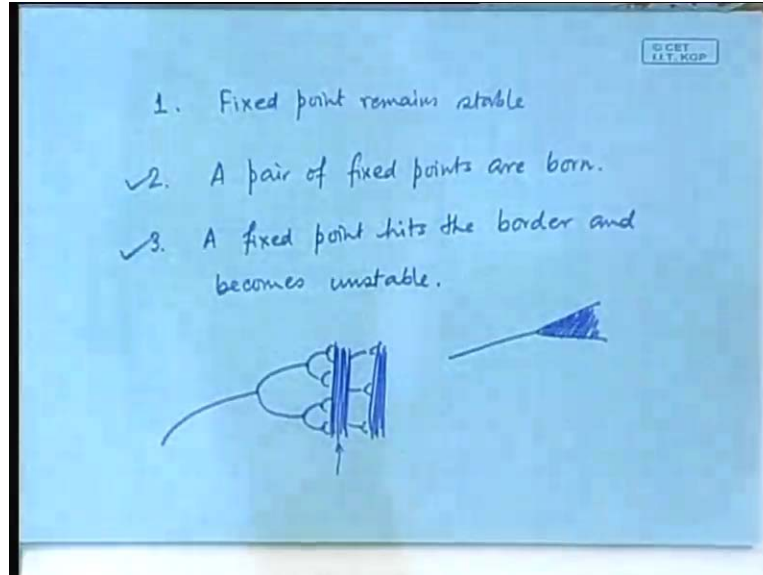 © CET
I.I.T. KGP
1. Fixed point remains stable
2. A pair of fixed points are born.
3. A fixed point hits the border and
becomes unstable.